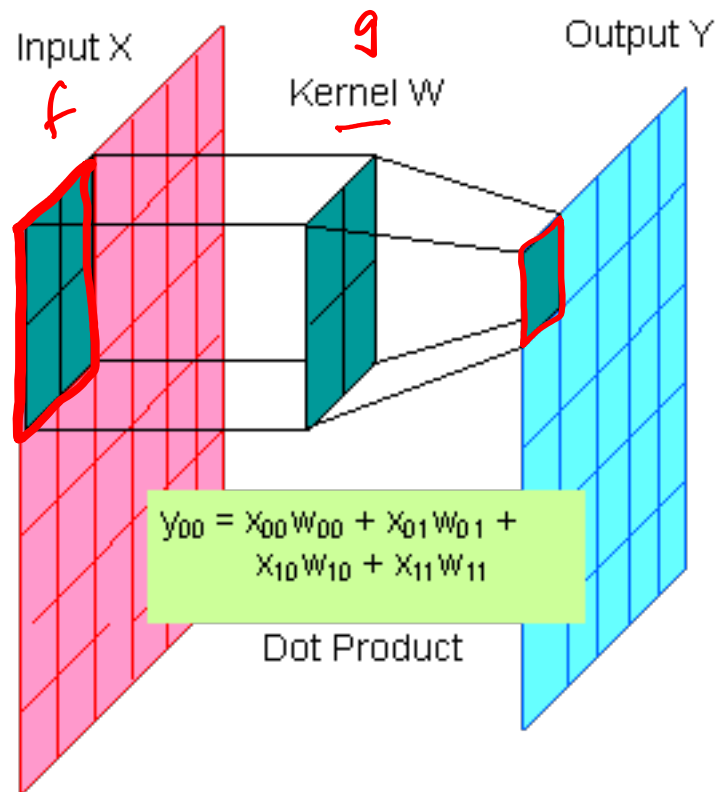 Input X
g
Output Y
f
Kernel W
y₀₀ = x₀₀w₀₀ + x₀₁w₀₁ +
x₁₀w₁₀ + x₁₁w₁₁
Dot Product